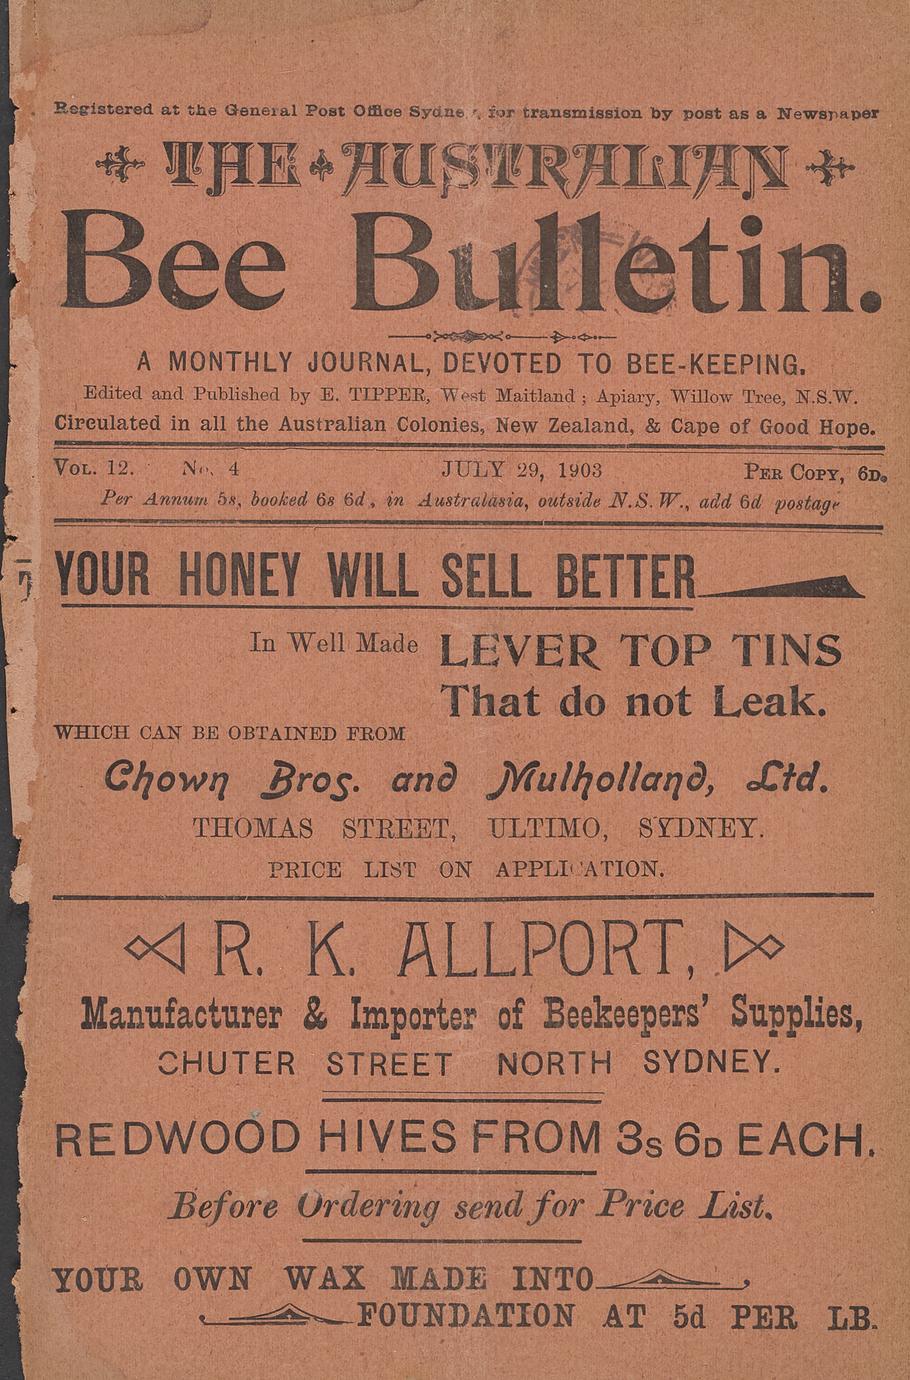 Registered at the General Post Office Sydney, for transmission by post as a Newspaper
THE AUSTRALIAN
Bee Bulletin.
A MONTHLY JOURNAL, DEVOTED TO BEE-KEEPING.
Edited and Published by E. TIPPER, West Maitland ; Apiary, Willow Tree, N.S.W.
Circulated in all the Australian Colonies, New Zealand, & Cape of Good Hope.
VOL. 12. No. 4 JULY 29, 1903 PER COPY, 6D.
Per Annum 5s, booked 6s 6d, in Australasia, outside N.S.W., add 6d postage
YOUR HONEY WILL SELL BETTER
In Well Made LEVER TOP TINS
That do not Leak.
WHICH CAN BE OBTAINED FROM
Chown Bros. and Mulholland, Ltd.
THOMAS STREET, ULTIMO, SYDNEY.
PRICE LIST ON APPLICATION.
R. K. ALLPORT,
Manufacturer & Importer of Beekeepers' Supplies,
CHUTER STREET NORTH SYDNEY.
REDWOOD HIVES FROM 3s 6D EACH.
Before Ordering send for Price List.
YOUR OWN WAX MADE INTO
FOUNDATION AT 5d PER LB.